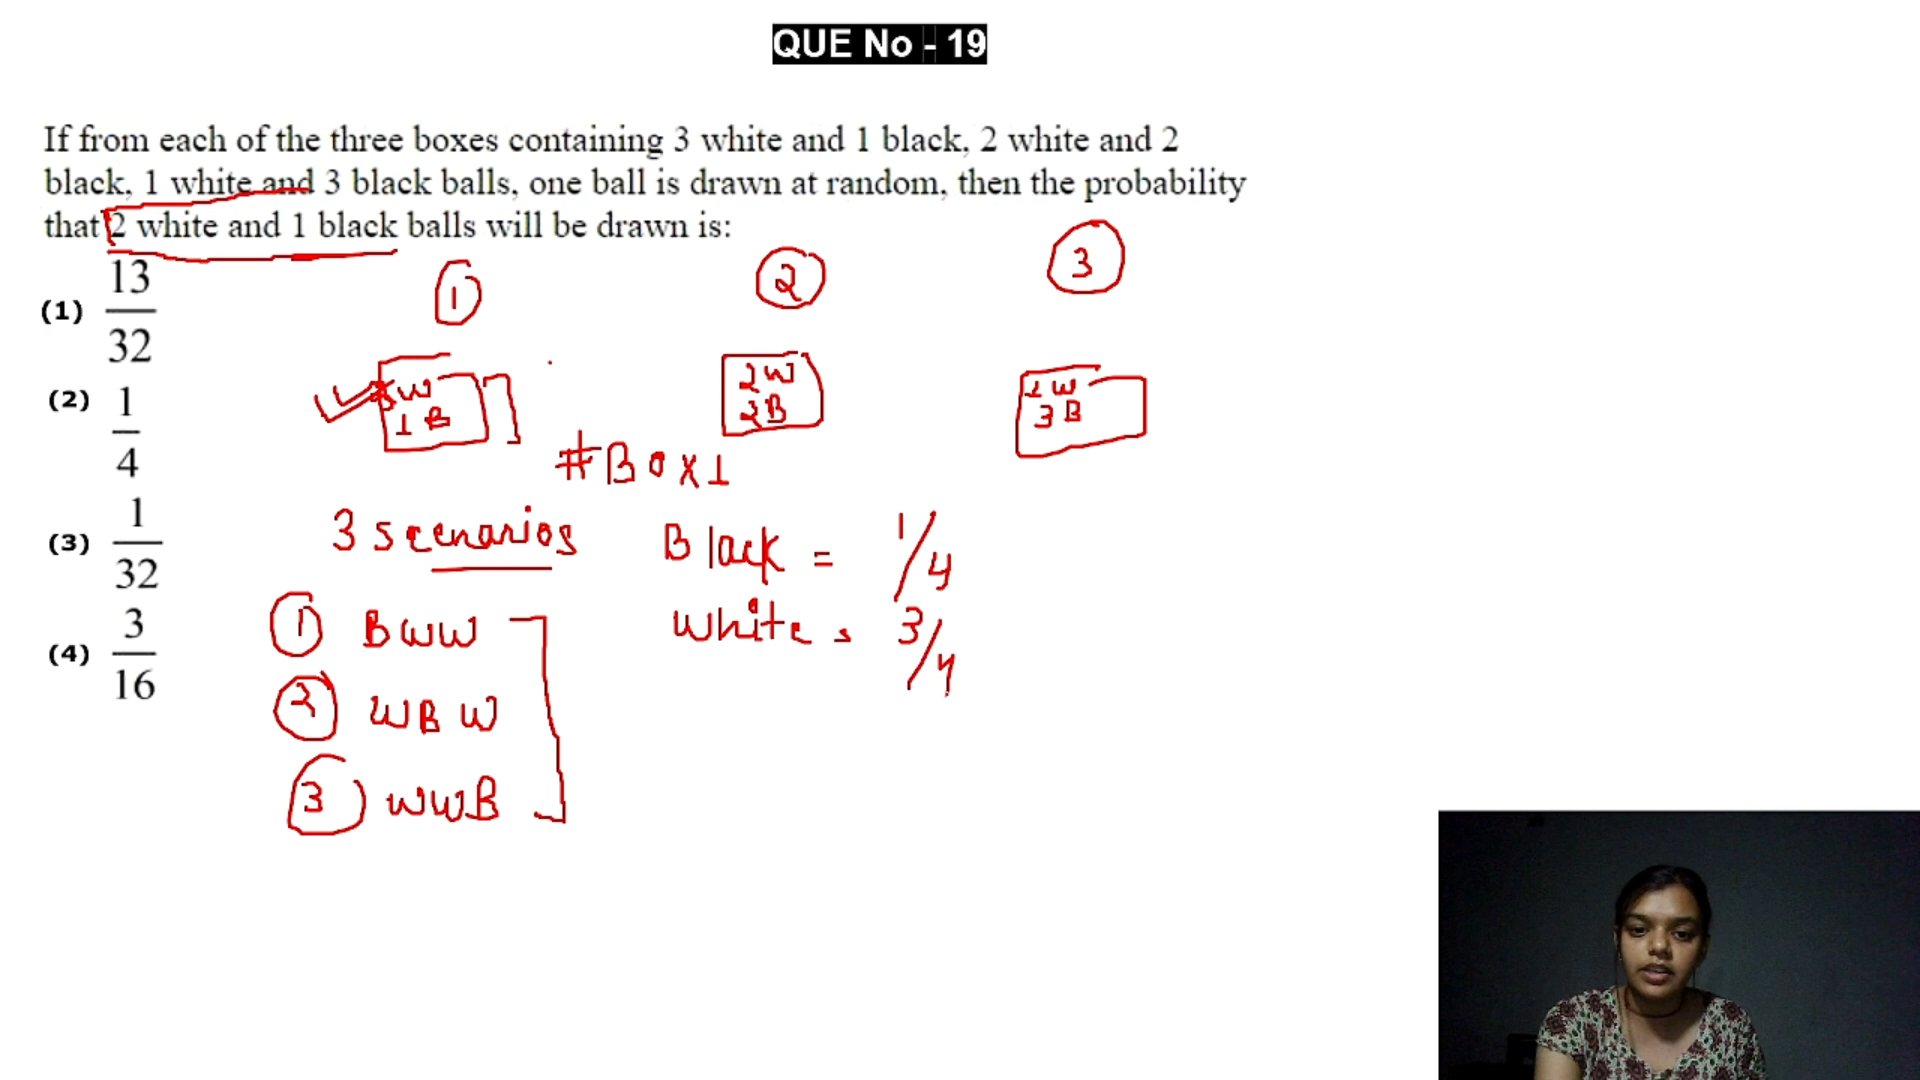 QUE No - 19
If from each of the three boxes containing 3 white and 1 black, 2 white and 2
black, 1 white and 3 black balls, one ball is drawn at random, then the probability
that 2 white and 1 black balls will be drawn is:
(1) 13/32
(2) 1/4
(3) 1/32
(4) 3/16
1
2
3
3W
1B
2W
2B
1W
3B
#Box1
3 scenarios
Black = 1/4
White = 3/4
1 BWW
2 WBW
3 WWB